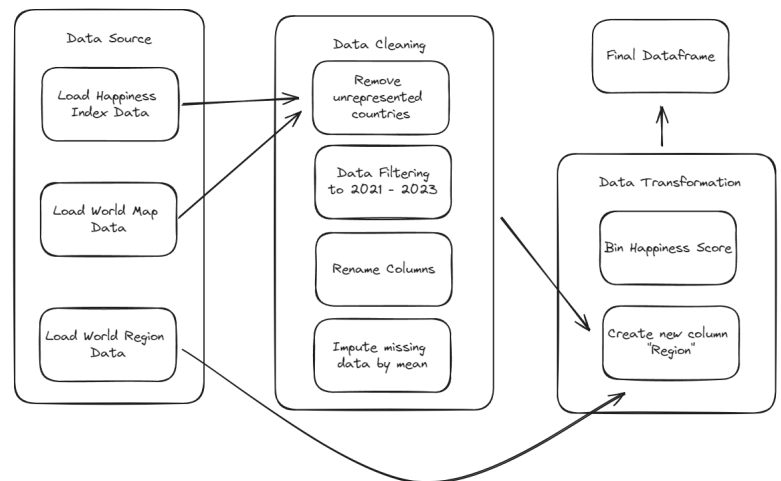 Data Source
Load Happiness
Index Data
Load World Map
Data
Load World Region
Data
Data Cleaning
Remove
unrepresented
countries
Data Filtering
to 2021 - 2023
Rename Columns
Impute missing
data by mean
Final Dataframe
Data Transformation
Bin Happiness Score
Create new column
"Region"